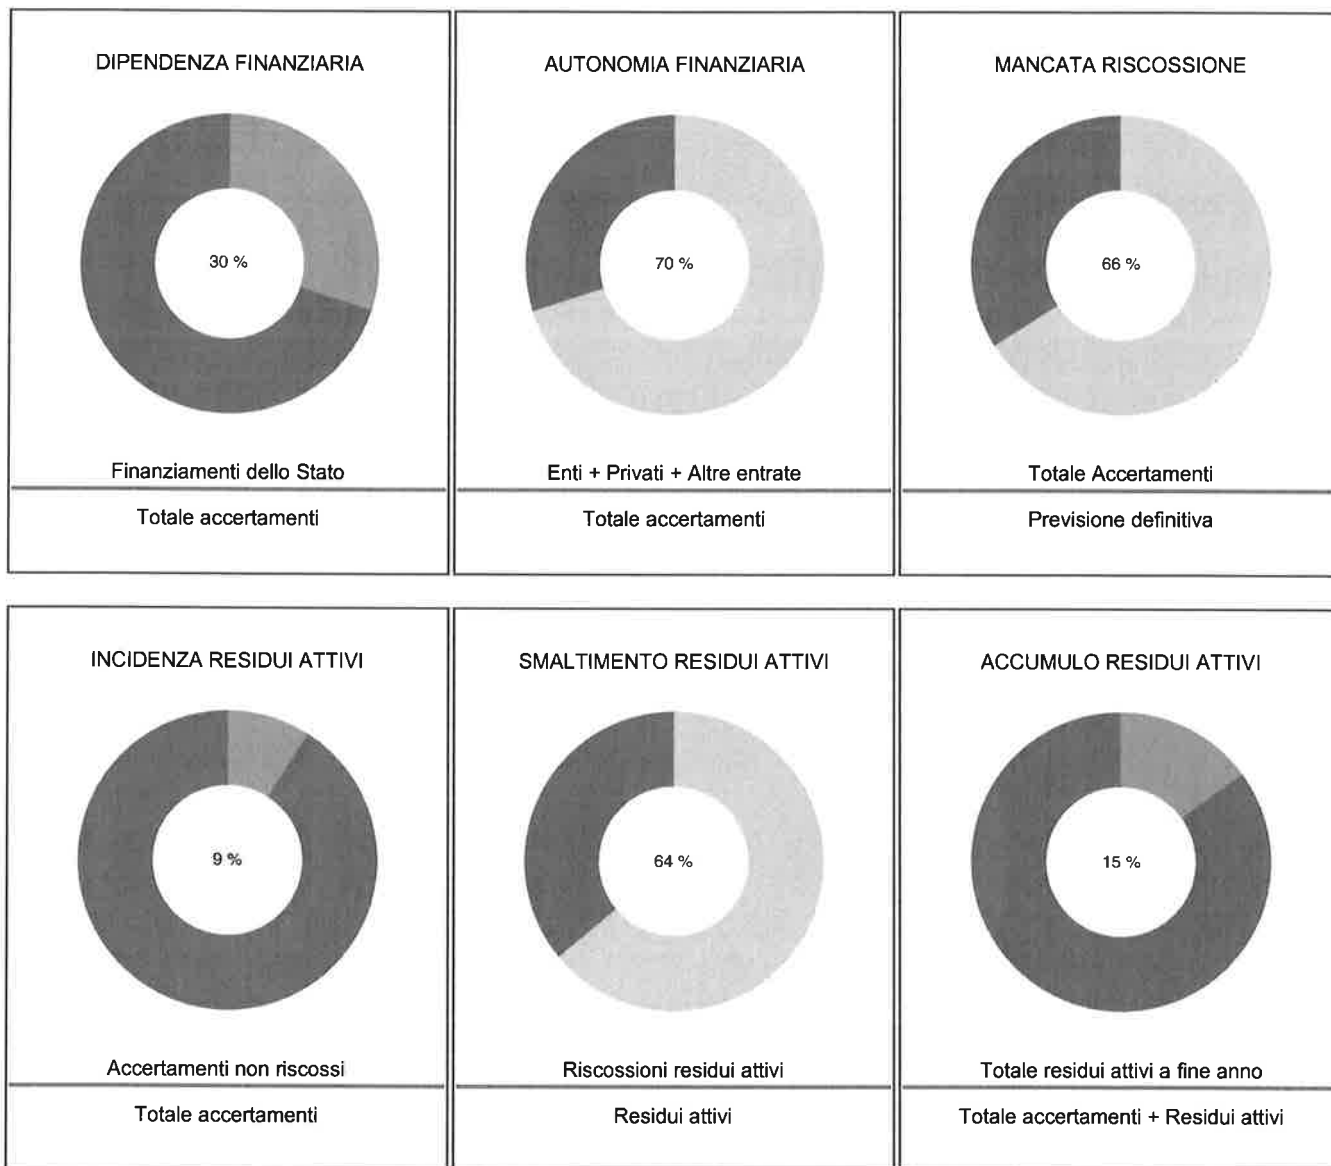 DIPENDENZA FINANZIARIA
30 %
Finanziamenti dello Stato
Totale accertamenti
AUTONOMIA FINANZIARIA
70 %
Enti + Privati + Altre entrate
Totale accertamenti
MANCATA RISCOSSIONE
66 %
Totale Accertamenti
Previsione definitiva
INCIDENZA RESIDUI ATTIVI
9 %
Accertamenti non riscossi
Totale accertamenti
SMALTIMENTO RESIDUI ATTIVI
64 %
Riscossioni residui attivi
Residui attivi
ACCUMULO RESIDUI ATTIVI
15 %
Totale residui attivi a fine anno
Totale accertamenti + Residui attivi